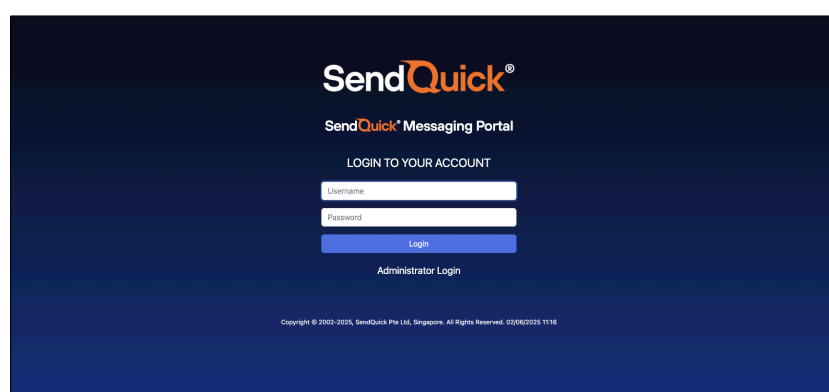 SendQuick®
SendQuick® Messaging Portal
LOGIN TO YOUR ACCOUNT
Username
Password
Login
Administrator Login
Copyright © 2002-2025, SendQuick Pte Ltd, Singapore. All Rights Reserved. 02/06/2025 11:16